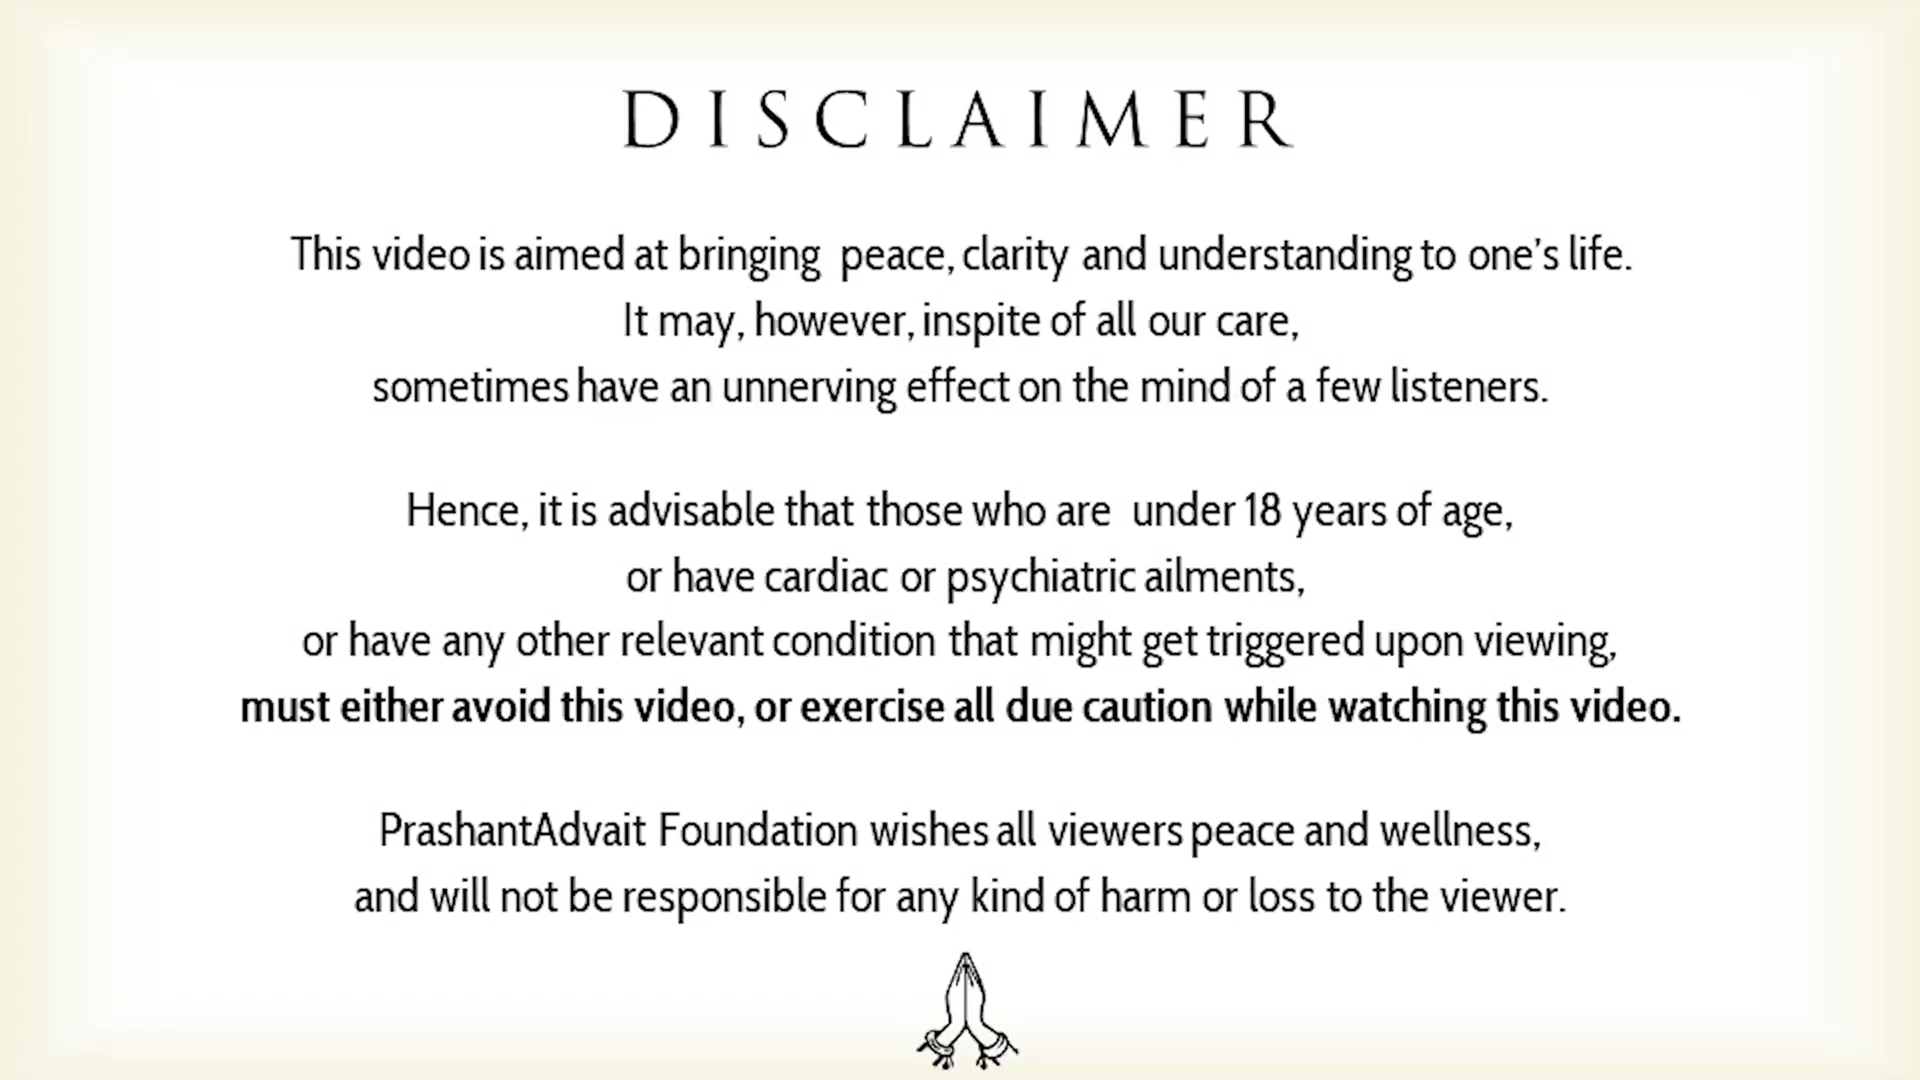 DISCLAIMER
This video is aimed at bringing peace, clarity and understanding to one's life.
It may, however, inspite of all our care,
sometimes have an unnerving effect on the mind of a few listeners.
Hence, it is advisable that those who are under 18 years of age,
or have cardiac or psychiatric ailments,
or have any other relevant condition that might get triggered upon viewing,
must either avoid this video, or exercise all due caution while watching this video.
PrashantAdvait Foundation wishes all viewers peace and wellness,
and will not be responsible for any kind of harm or loss to the viewer.